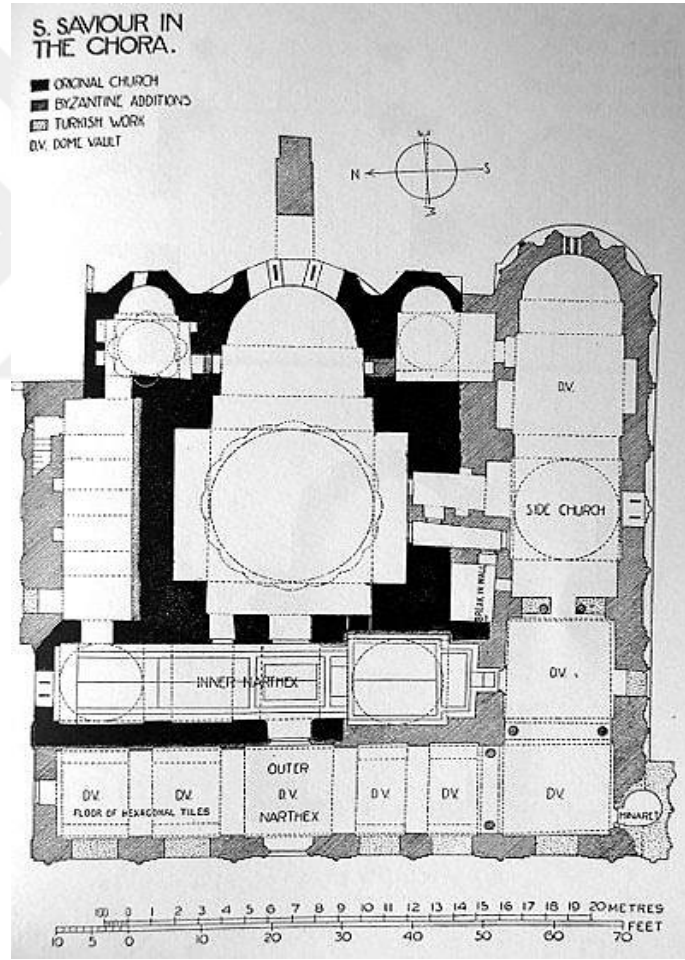 S. SAVIOUR IN
THE CHORA.
ORIGINAL CHURCH
BYZANTINE ADDITIONS
TURKISH WORK
D.V. DOME VAULT
E
N S
W
D.V.
SIDE CHURCH
BREAK IN WALL
INNER NARTHEX
D.V.
OUTER
D.V. D.V. D.V. D.V. D.V. D.V.
FLOOR OF HEXAGONAL TILES NARTHEX MINARET
100 0 1 2 3 4 5 6 7 8 9 10 11 12 13 14 15 16 17 18 19 20 METRES
10 5 0 10 20 30 40 50 60 70 FEET